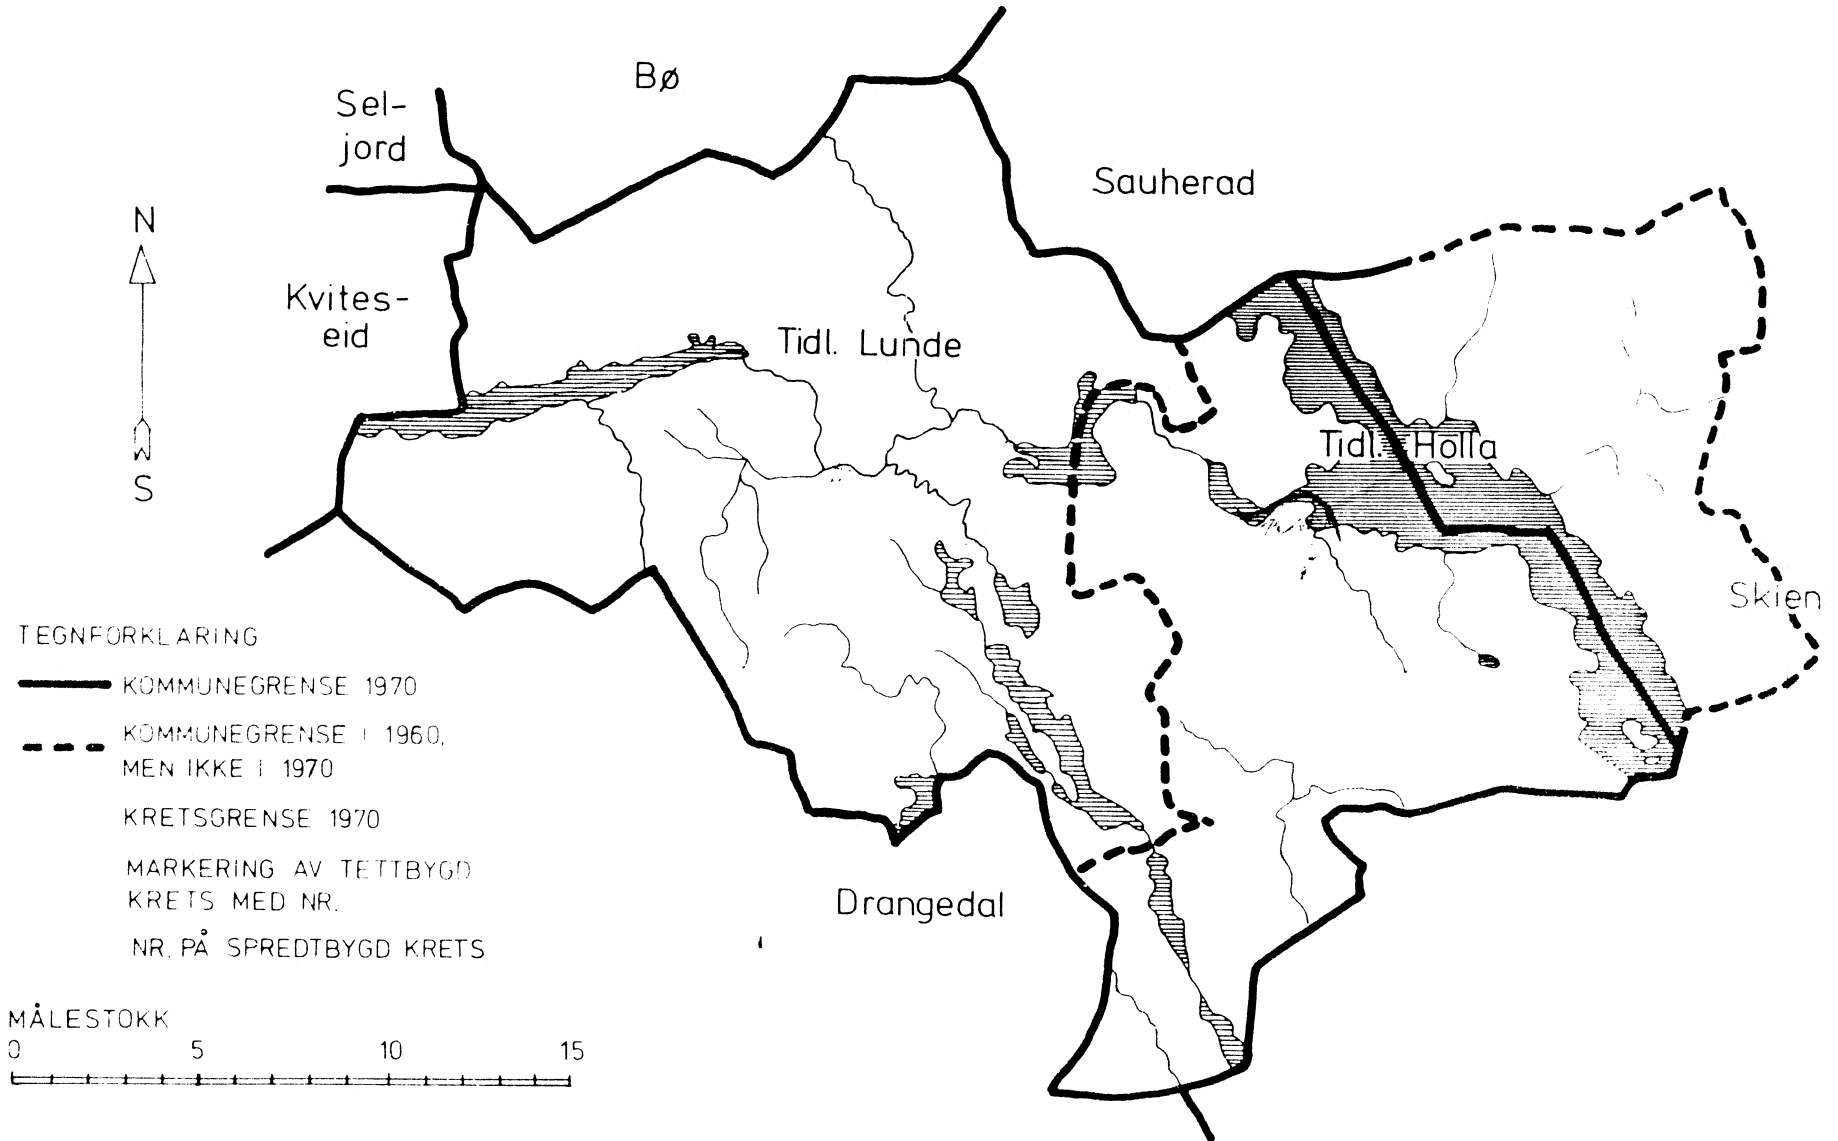 Bø
Sel-
jord
Sauherad
N
Kvites-
eid
Tidl. Lunde
Tidl. Holla
S
Skien
TEGNFORKLARING
KOMMUNEGRENSE 1970
KOMMUNEGRENSE I 1960,
MEN IKKE I 1970
KRETSGRENSE 1970
MARKERING AV TETTBYGD
KRETS MED NR.
NR. PÅ SPREDTBYGD KRETS
Drangedal
MÅLESTOKK
0 5 10 15